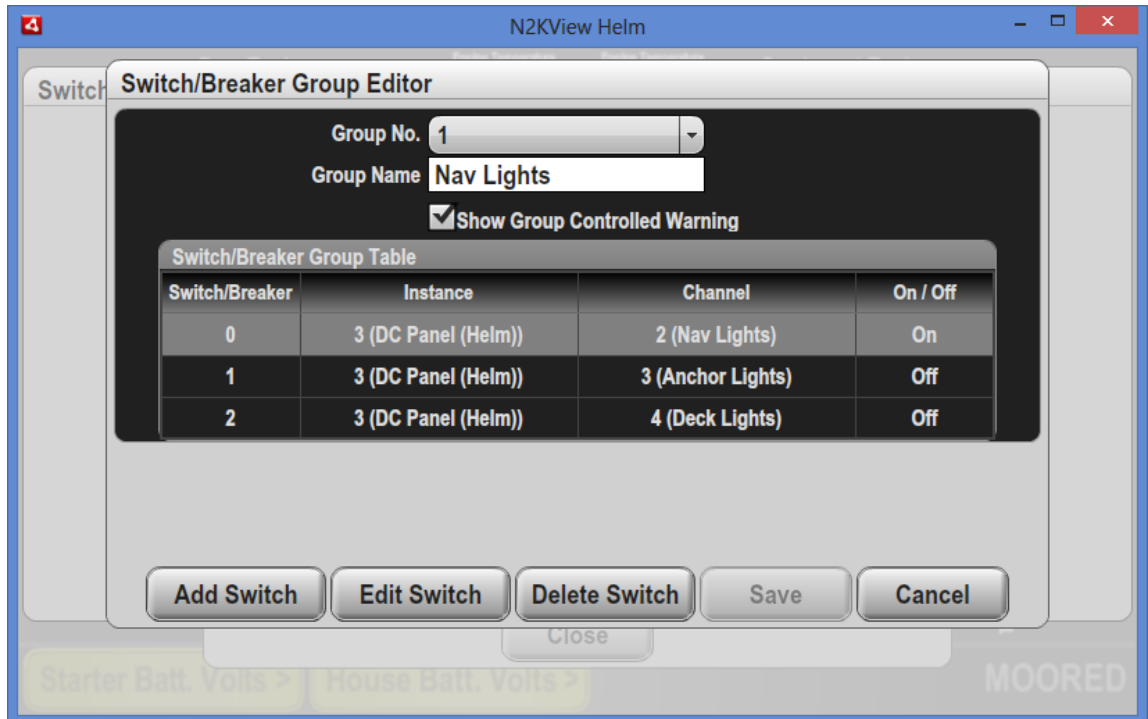 N2KView Helm
Switch
Switch/Breaker Group Editor
Group No. 1
Group Name Nav Lights
Show Group Controlled Warning
Switch/Breaker Group Table
Switch/Breaker Instance Channel On / Off
0 3 (DC Panel (Helm)) 2 (Nav Lights) On
1 3 (DC Panel (Helm)) 3 (Anchor Lights) Off
2 3 (DC Panel (Helm)) 4 (Deck Lights) Off
Add Switch Edit Switch Delete Switch Save Cancel
Close
Starter Batt. Volts > House Batt. Volts > MOORED